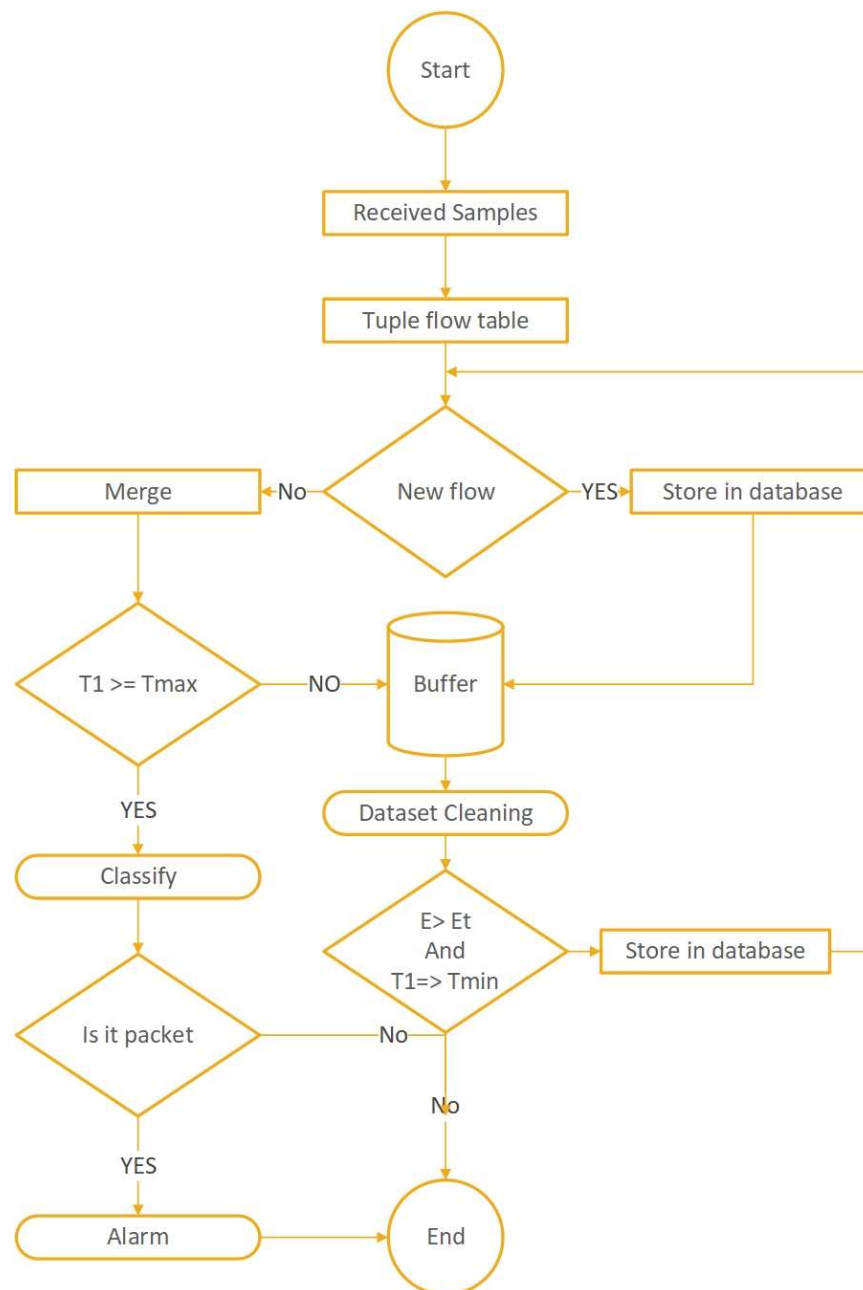 Start
Received Samples
Tuple flow table
New flow
No
Merge
YES
Store in database
T1 >= Tmax
NO
Buffer
YES
Dataset Cleaning
Classify
E> Et
And
T1=> Tmin
Store in database
Is it packet
No
No
YES
Alarm
End